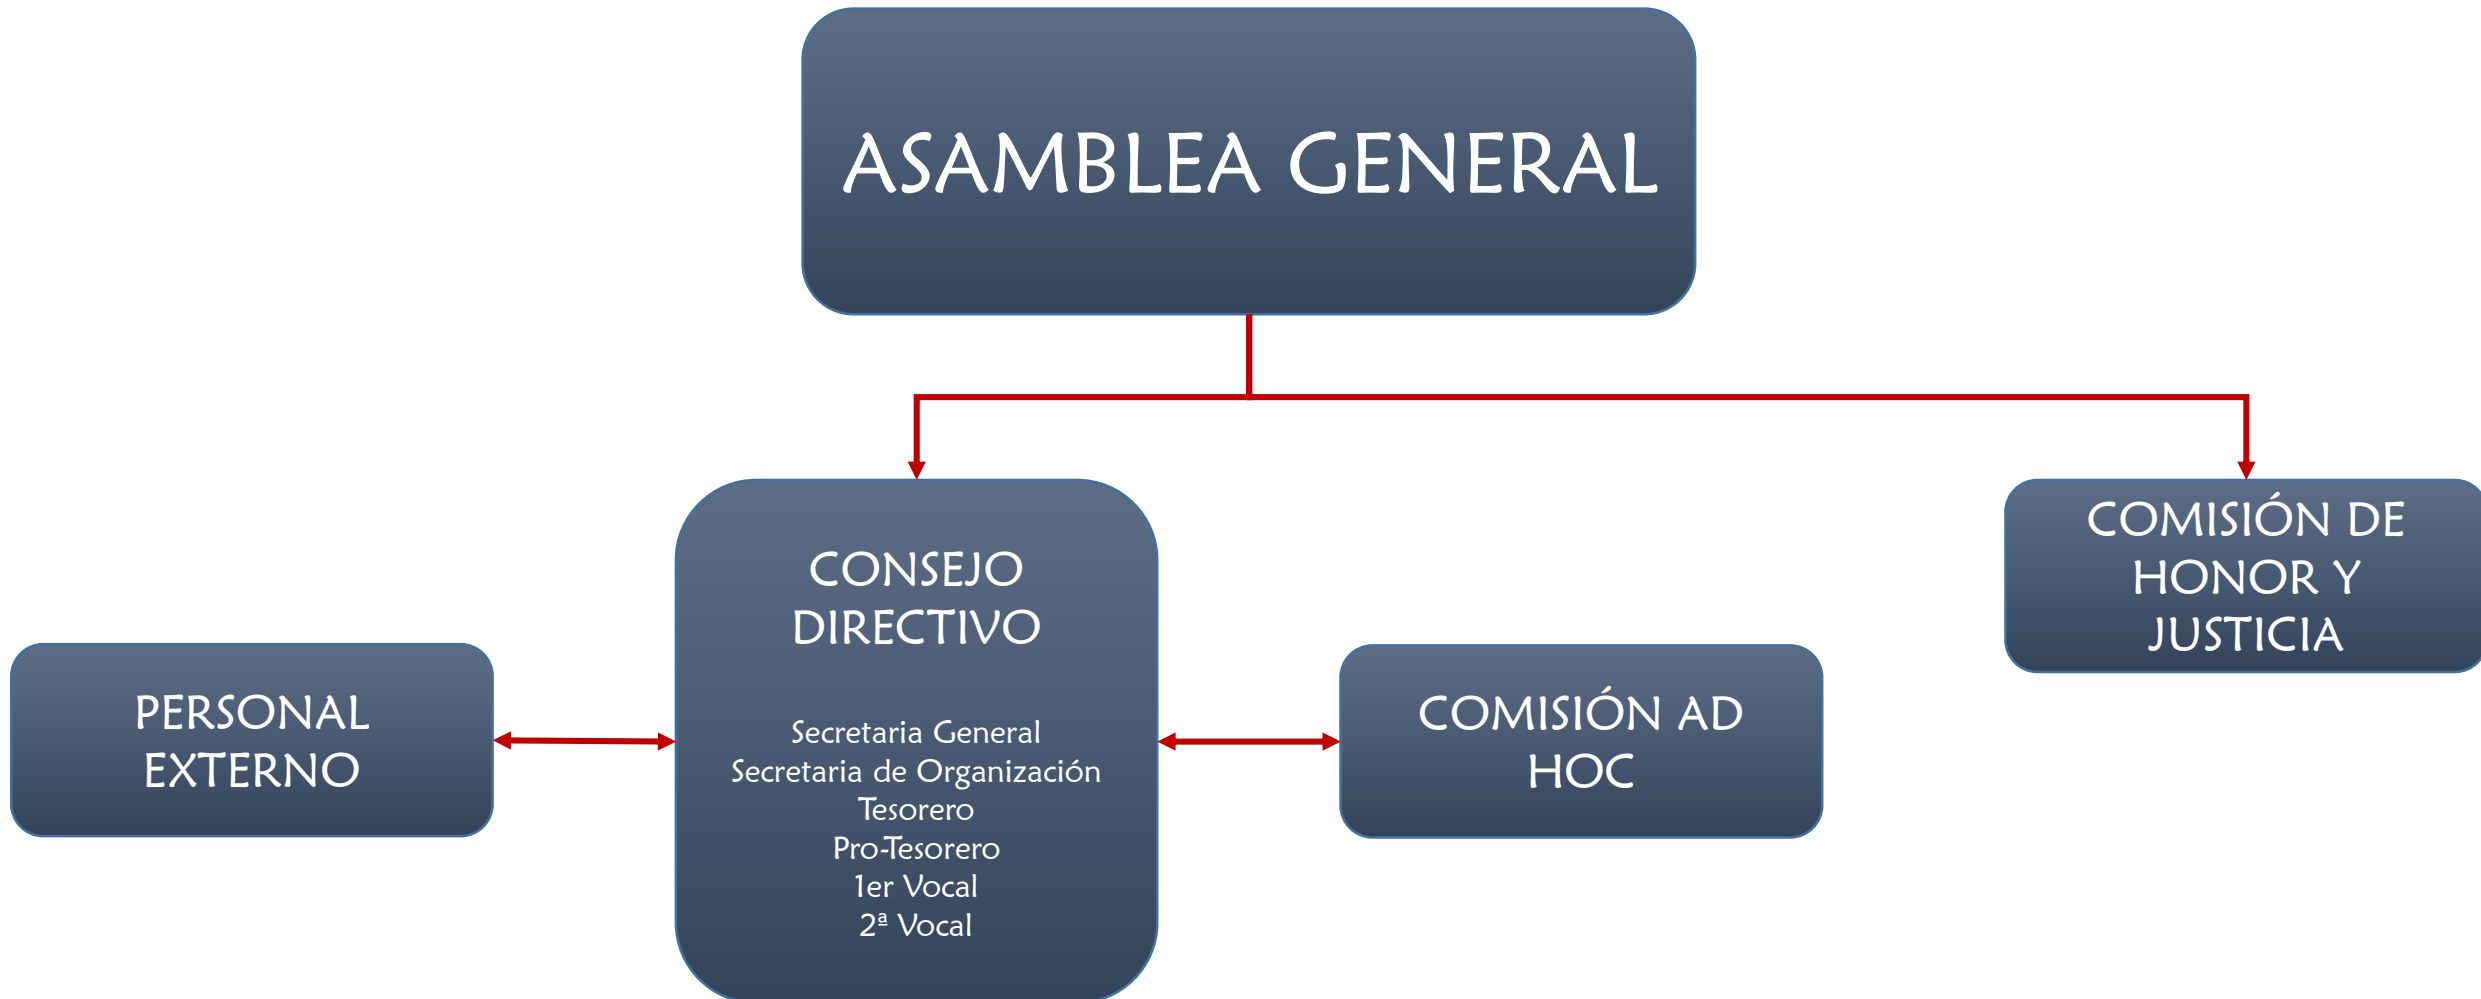 ASAMBLEA GENERAL
CONSEJO
DIRECTIVO
Secretaria General
Secretaria de Organización
Tesorero
Pro-Tesorero
1er Vocal
2ª Vocal
COMISIÓN DE
HONOR Y
JUSTICIA
PERSONAL
EXTERNO
COMISIÓN AD
HOC